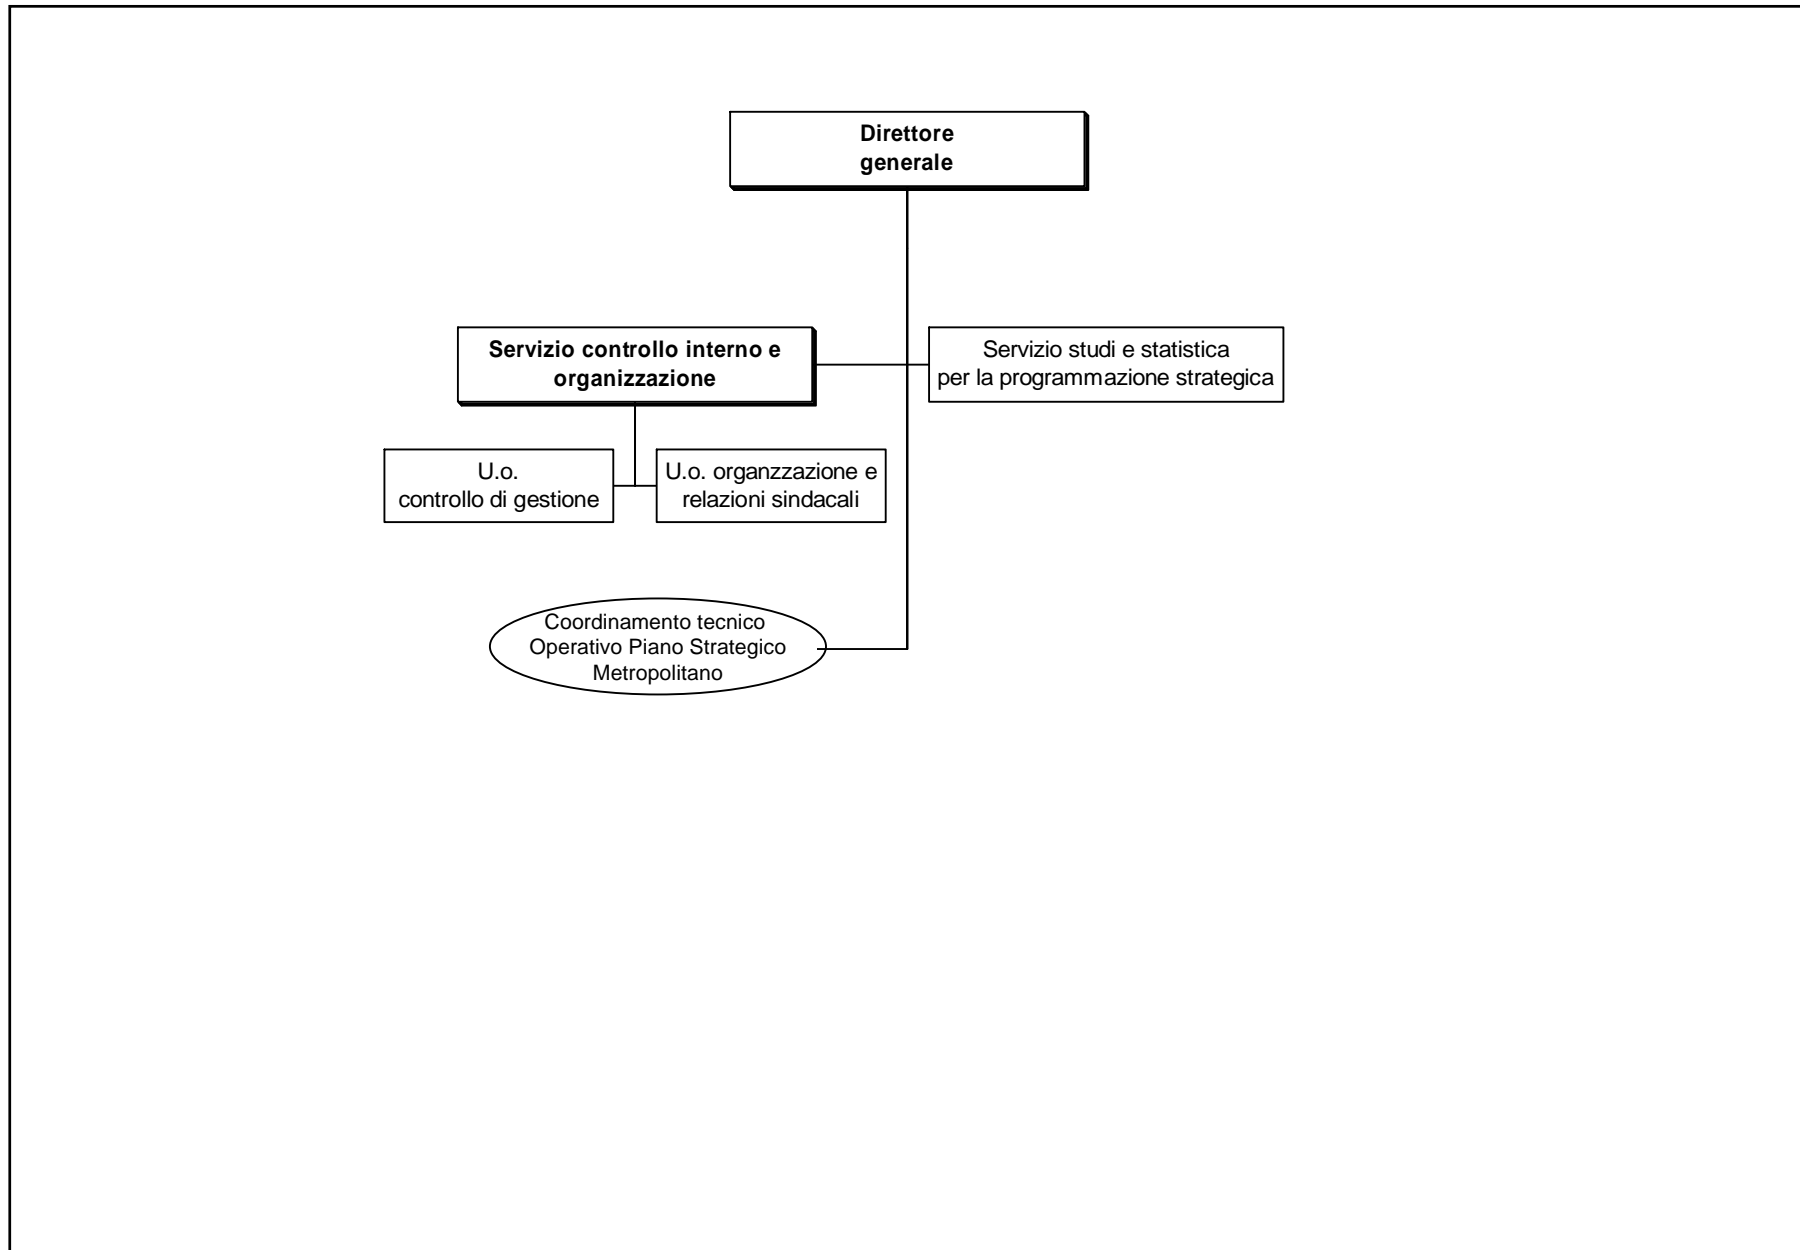 Direttore
generale
Servizio controllo interno e
organizzazione
Servizio studi e statistica
per la programmazione strategica
U.o.
controllo di gestione
U.o. organzzazione e
relazioni sindacali
Coordinamento tecnico
Operativo Piano Strategico
Metropolitano